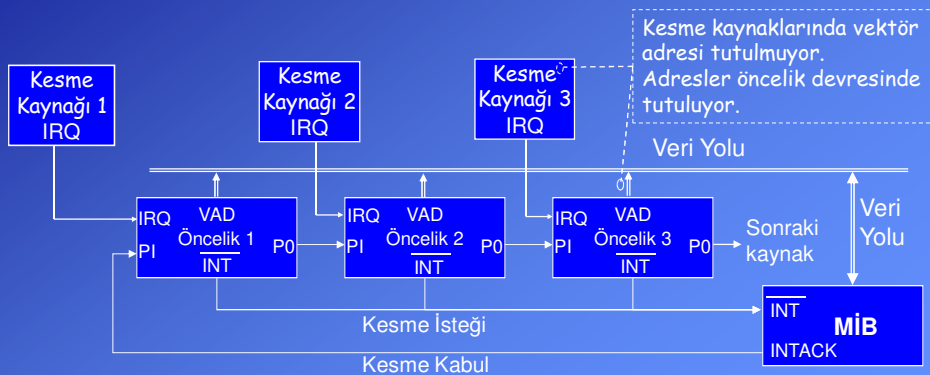 Kesme
Kaynağı 1
IRQ
Kesme
Kaynağı 2
IRQ
Kesme
Kaynağı 3
IRQ
Kesme kaynaklarında vektör
adresi tutulmuyor.
Adresler öncelik devresinde
tutuluyor.
Veri Yolu
IRQ
VAD
Öncelik 1
PI
P0
INT
IRQ
VAD
Öncelik 2
PI
P0
INT
IRQ
VAD
Öncelik 3
PI
P0
INT
Sonraki
kaynak
Veri
Yolu
INT
MİB
INTACK
Kesme İsteği
Kesme Kabul